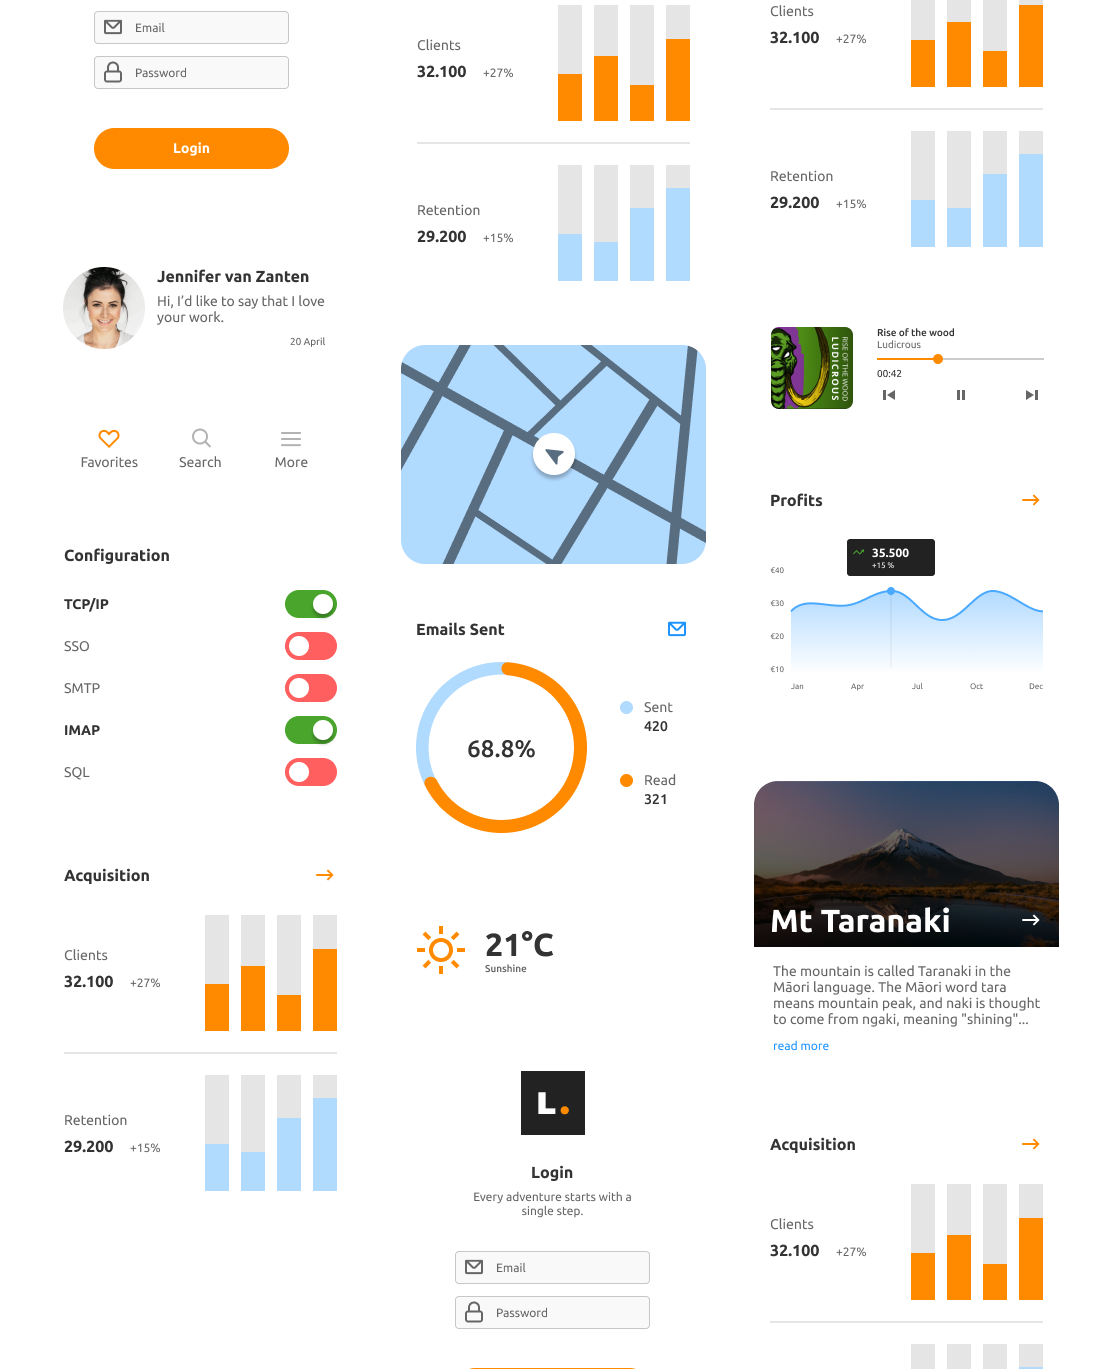 Email
Password
Login
Jennifer van Zanten
Hi, I’d like to say that I love
your work.
20 April
Favorites
Search
More
Configuration
TCP/IP
SSO
SMTP
IMAP
SQL
Acquisition
Clients
32.100 +27%
Retention
29.200 +15%
Clients
32.100 +27%
Retention
29.200 +15%
Emails Sent
68.8%
Sent
420
Read
321
21°C
Sunshine
L.
Login
Every adventure starts with a
single step.
Email
Password
Clients
32.100 +27%
Retention
29.200 +15%
RISE OF THE WOOD
LUDICROUS
Rise of the wood
Ludicrous
00:42
Profits
35.500
+15 %
€40
€30
€20
€10
Jan Apr Jul Oct Dec
Mt Taranaki
The mountain is called Taranaki in the
Māori language. The Māori word tara
means mountain peak, and naki is thought
to come from ngaki, meaning "shining"...
read more
Acquisition
Clients
32.100 +27%